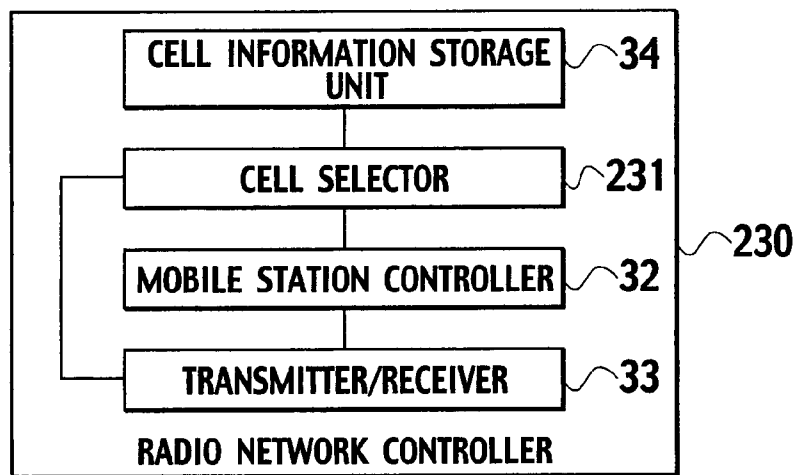 CELL INFORMATION STORAGE
UNIT
34
CELL SELECTOR
231
230
MOBILE STATION CONTROLLER
32
TRANSMITTER/RECEIVER
33
RADIO NETWORK CONTROLLER